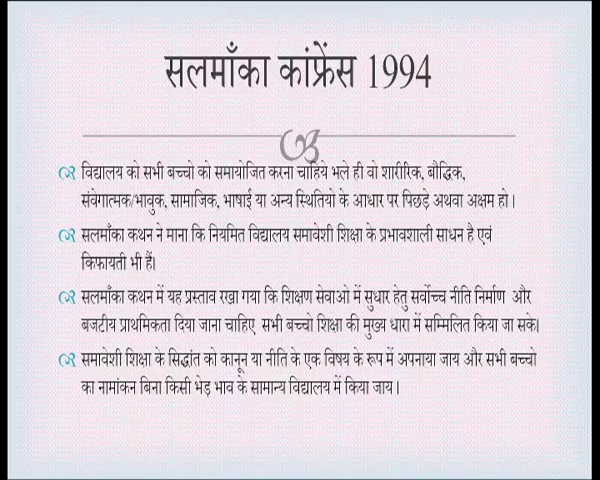 सलमाँका कांफ्रेंस 1994
विद्यालय को सभी बच्चो को समायोजित करना चाहिये भले ही वो शारीरिक, बौद्धिक,
संवेगात्मक/भावुक, सामाजिक, भाषाई या अन्य स्थितियो के आधार पर पिछड़े अथवा अक्षम हो।
सलमाँका कथन ने माना कि नियमित विद्यालय समावेशी शिक्षा के प्रभावशाली साधन है एवं
किफायती भी हैं।
सलमाँका कथन में यह प्रस्ताव रखा गया कि शिक्षण सेवाओ में सुधार हेतु सर्वोच्च नीति निर्माण और
बजटीय प्राथमिकता दिया जाना चाहिए सभी बच्चो शिक्षा की मुख्य धारा में सम्मिलित किया जा सके।
समावेशी शिक्षा के सिद्धांत को कानून या नीति के एक विषय के रूप में अपनाया जाय और सभी बच्चो
का नामांकन बिना किसी भेड़ भाव के सामान्य विद्यालय में किया जाय।